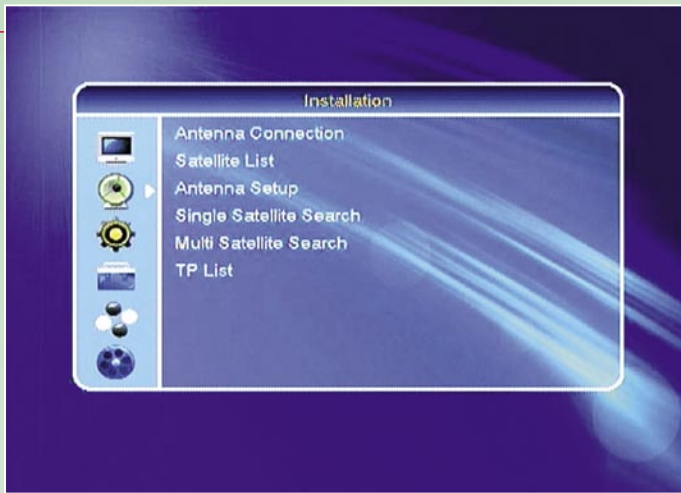 Installation
Antenna Connection
Satellite List
Antenna Setup
Single Satellite Search
Multi Satellite Search
TP List